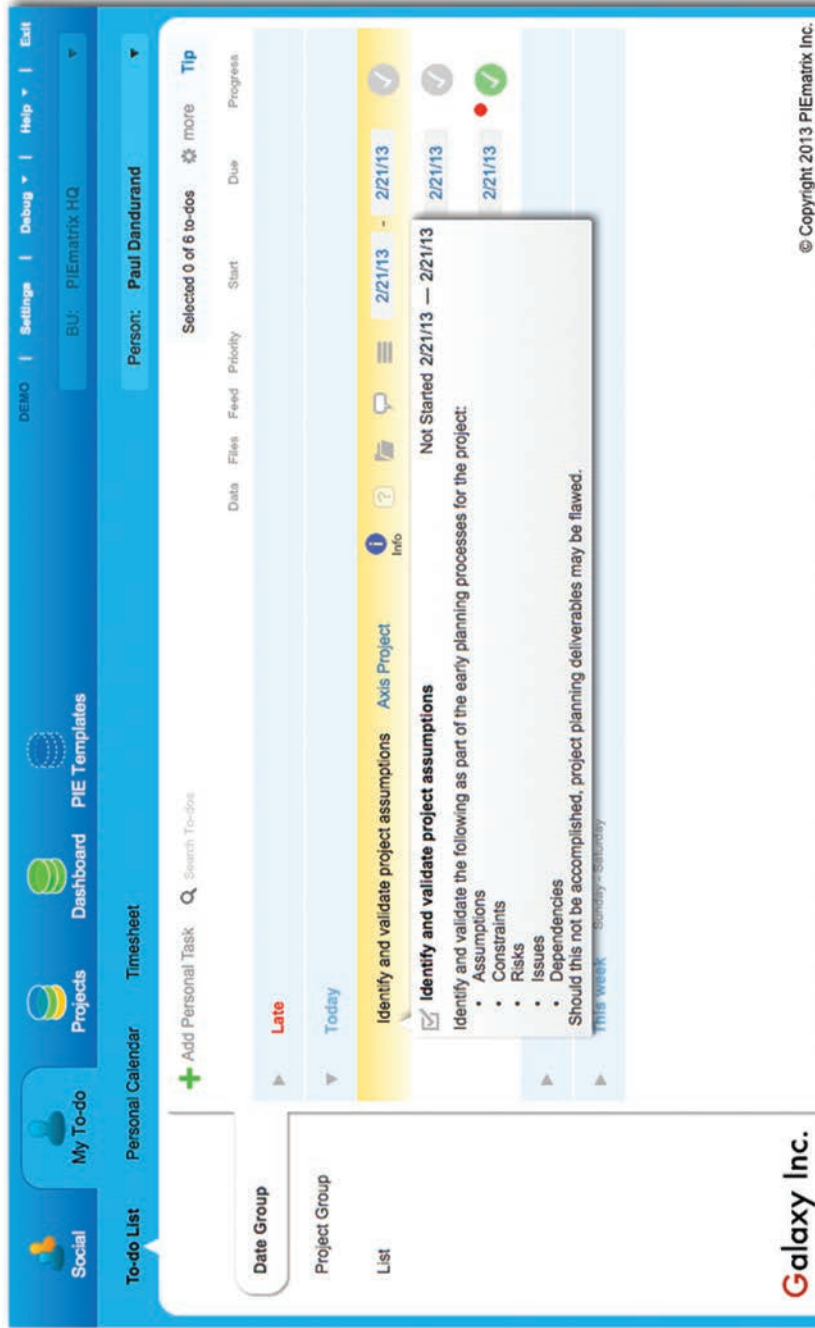 DEMO | Settings | Debug | Help | Exit
Social My To-do Projects Dashboard PIE Templates BU: PIEmatrix HQ
To-do List Personal Calendar Timesheet Person: Paul Dandurand
Add Personal Task Search To-dos Selected 0 of 6 to-dos more Tip
Data Files Feed Priority Start Due Progress
Date Group
Project Group
List
Late
Today
Identify and validate project assumptions Axis Project Info 2/21/13 - 2/21/13
Identify and validate project assumptions Not Started 2/21/13 — 2/21/13
2/21/13
Identify and validate the following as part of the early planning processes for the project:
• Assumptions
• Constraints
2/21/13
• Risks
• Issues
• Dependencies
Should this not be accomplished, project planning deliverables may be flawed.
This week Sunday - Saturday
Galaxy Inc.
© Copyright 2013 PIEmatrix Inc.